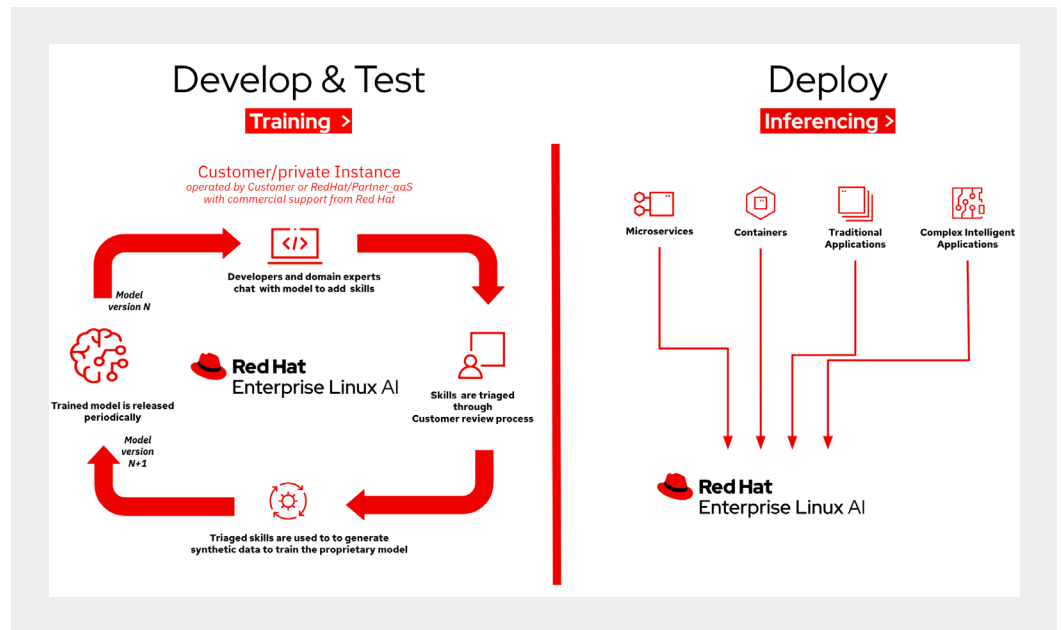 Develop & Test
Training >
Customer/private Instance
operated by Customer or RedHat/Partner_aaS
with commercial support from Red Hat
</>
Developers and domain experts
chat with model to add skills
Model
version N
Red Hat
Enterprise Linux AI
Skills are triaged
through
Customer review process
Trained model is released
periodically
Model
version
N+1
Triaged skills are used to to generate
synthetic data to train the proprietary model
Deploy
Inferencing >
Microservices
Containers
Traditional
Applications
Complex Intelligent
Applications
Red Hat
Enterprise Linux AI